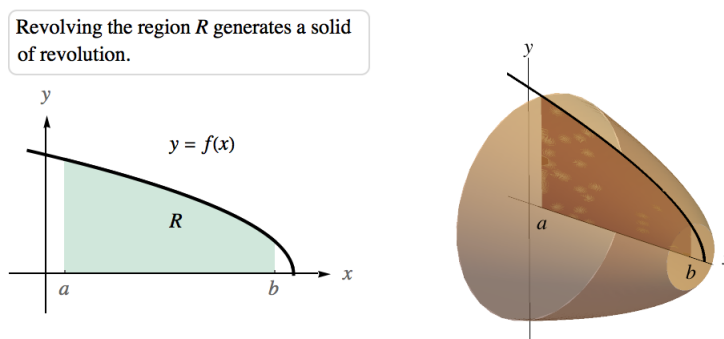 Revolving the region R generates a solid
of revolution.
y
y = f(x)
R
x
a
b
y
a
b